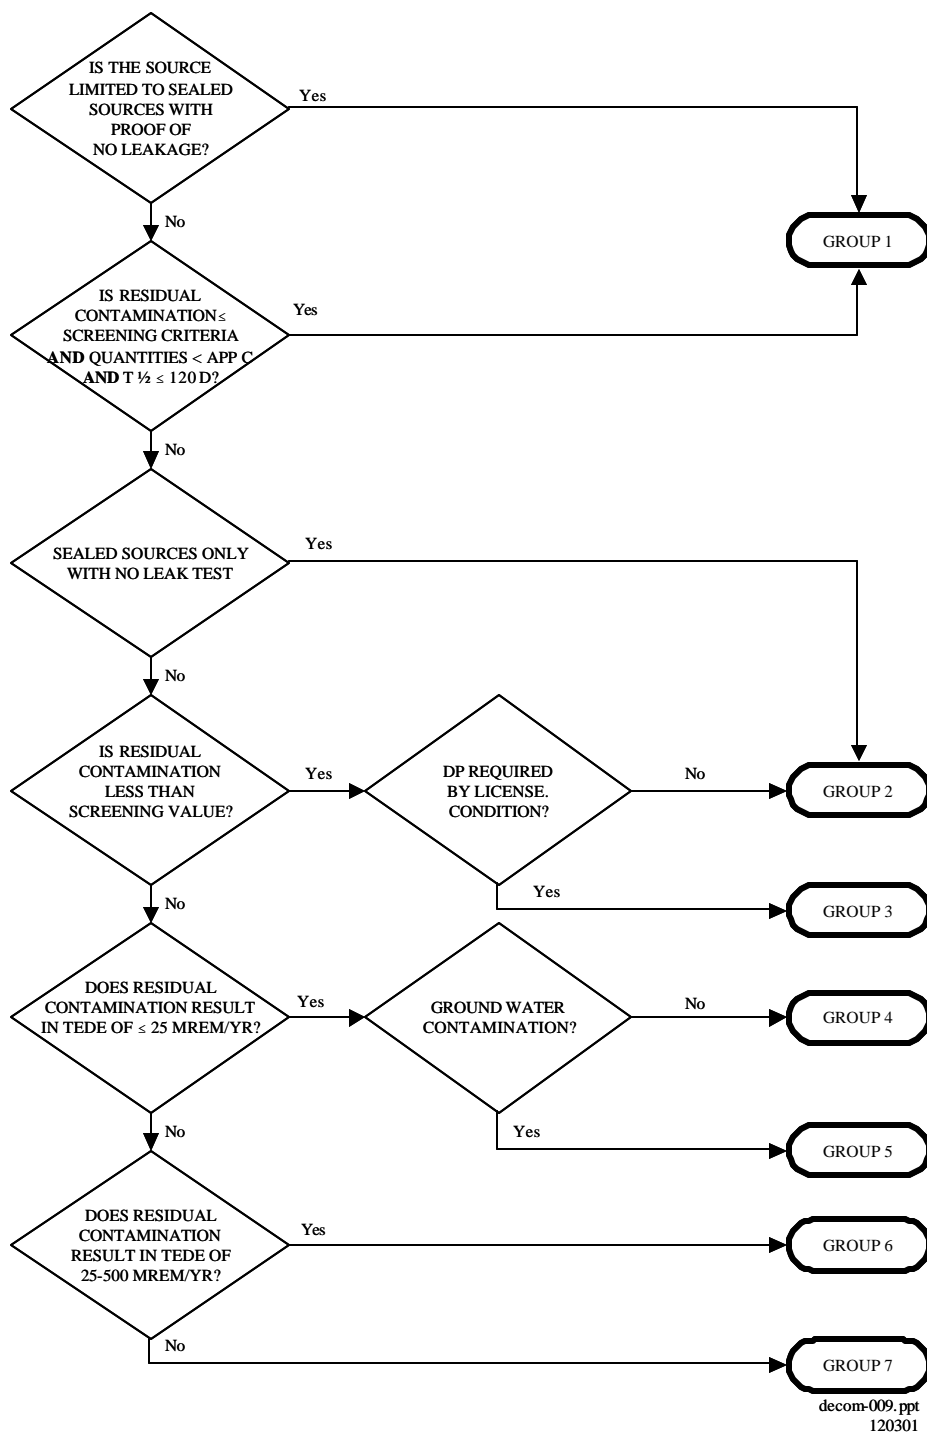 IS THE SOURCE
LIMITED TO SEALED
SOURCES WITH
PROOF OF
NO LEAKAGE?
Yes
No
GROUP 1
IS RESIDUAL
CONTAMINATION≤
SCREENING CRITERIA
AND QUANTITIES < APP C
AND T ½ ≤ 120 D?
Yes
No
SEALED SOURCES ONLY
WITH NO LEAK TEST
Yes
No
IS RESIDUAL
CONTAMINATION
LESS THAN
SCREENING VALUE?
Yes
DP REQUIRED
BY LICENSE.
CONDITION?
No
GROUP 2
Yes
GROUP 3
No
DOES RESIDUAL
CONTAMINATION RESULT
IN TEDE OF ≤ 25 MREM/YR?
Yes
GROUND WATER
CONTAMINATION?
No
GROUP 4
Yes
GROUP 5
No
DOES RESIDUAL
CONTAMINATION
RESULT IN TEDE OF
25-500 MREM/YR?
Yes
GROUP 6
No
GROUP 7
decom-009.ppt
120301